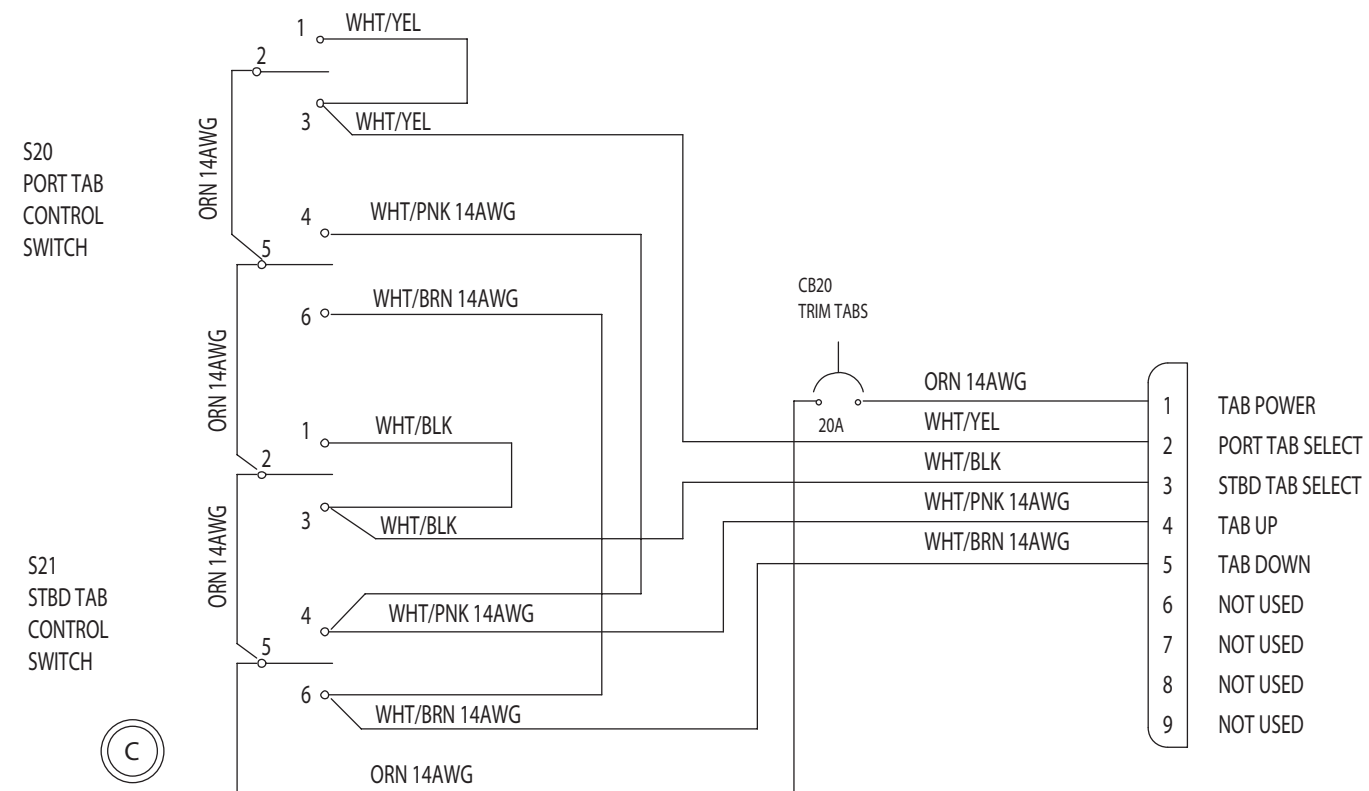 1 WHT/YEL
2
3 WHT/YEL
ORN 14AWG
S20
PORT TAB
CONTROL
SWITCH
4 WHT/PNK 14AWG
5
6 WHT/BRN 14AWG
ORN 14AWG
1 WHT/BLK
2
3 WHT/BLK
ORN 14AWG
S21
STBD TAB
CONTROL
SWITCH
4 WHT/PNK 14AWG
5
6 WHT/BRN 14AWG
C
ORN 14AWG
CB20
TRIM TABS
20A
ORN 14AWG 1 TAB POWER
WHT/YEL 2 PORT TAB SELECT
WHT/BLK 3 STBD TAB SELECT
WHT/PNK 14AWG 4 TAB UP
WHT/BRN 14AWG 5 TAB DOWN
6 NOT USED
7 NOT USED
8 NOT USED
9 NOT USED